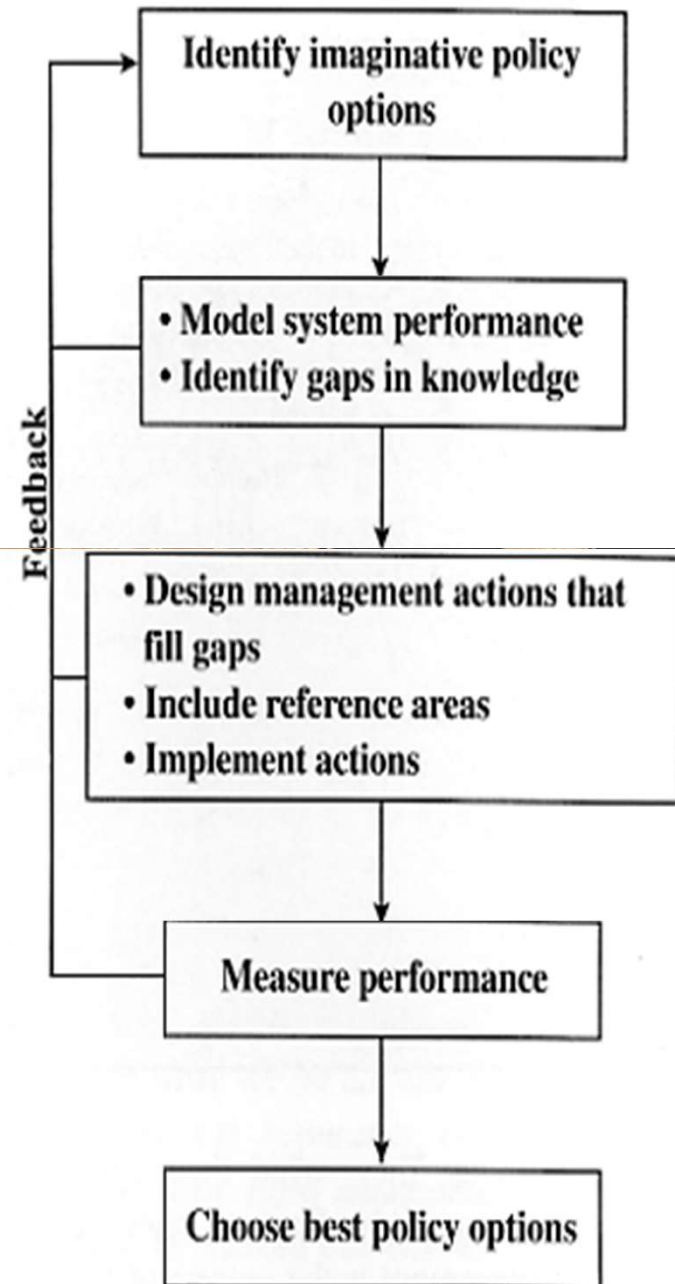 Identify imaginative policy
options
• Model system performance
• Identify gaps in knowledge
Feedback
• Design management actions that
fill gaps
• Include reference areas
• Implement actions
Measure performance
Choose best policy options